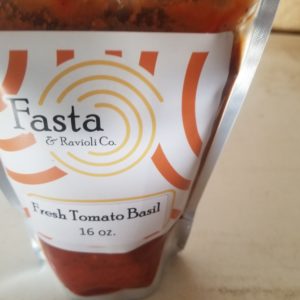 Fasta
& Ravioli Co.
Fresh Tomato Basil
16 oz.